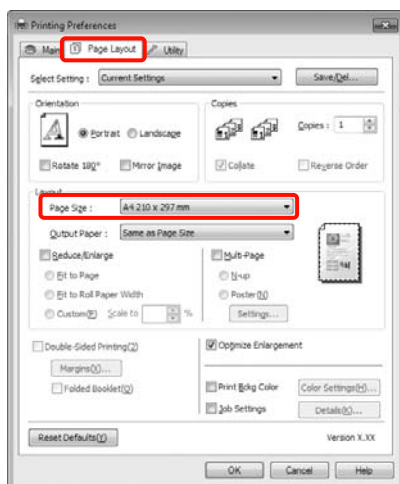 Printing Preferences
Main Page Layout Utility
Select Setting : Current Settings Save/Del...
Orientation Copies
A Portrait Landscape 1 1 Copies : 1
Rotate 180° Mirror Image Collate Reverse Order
Layout
Page Size : A4 210 x 297 mm
Output Paper : Same as Page Size
Reduce/Enlarge Multi-Page
Fit to Page N-up
Fit to Roll Paper Width Poster(N)
Custom(F) Scale to % Settings...
Double-Sided Printing(2) Optimize Enlargement
Margins(X)...
Folded Booklet(Q) Print Bckg Color Color Settings(H)...
Job Settings Details(K)...
Reset Defaults(Y) Version X.XX
OK Cancel Help